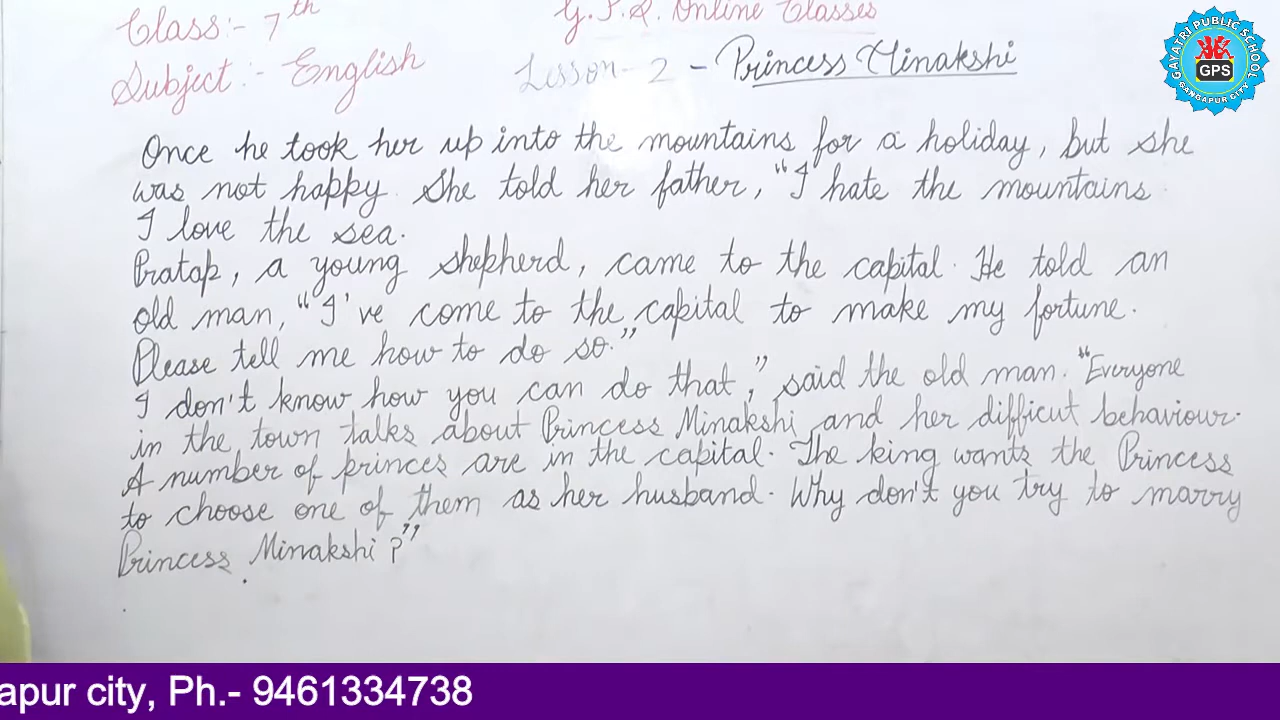 Class:- 7th
G.P.S. Online Classes
Subject:- English
Lesson- 2 - Princess Minakshi
Once he took her up into the mountains for a holiday, but she
was not happy. She told her father, "I hate the mountains
I love the sea.
Pratap, a young shepherd, came to the capital. He told an
old man, "I've come to the capital to make my fortune.
Please tell me how to do so."
I don't know how you can do that," said the old man. "Everyone
in the town talks about Princess Minakshi and her difficut behaviour.
A number of princes are in the capital. The king wants the Princess
to choose one of them as her husband. Why don't you try to marry
Princess Minakshi?"
GAYATRI PUBLIC SCHOOL
GPS
GANGAPUR CITY
apur city, Ph.- 9461334738